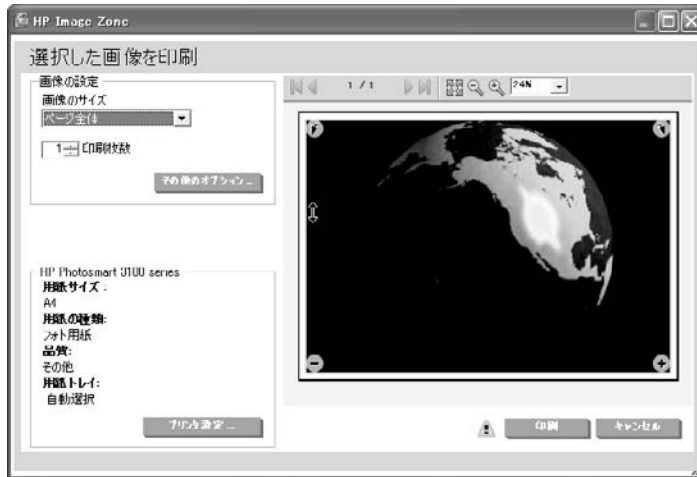 HP Image Zone
選択した画像を印刷
画像の設定
画像のサイズ
ページ全体
1 印刷枚数
その他のオプション...
1 / 1
24%
HP Photosmart 3100 series
用紙サイズ:
A4
用紙の種類:
フォト用紙
品質:
その他
用紙トレイ:
自動選択
プリンタ設定...
印刷
キャンセル